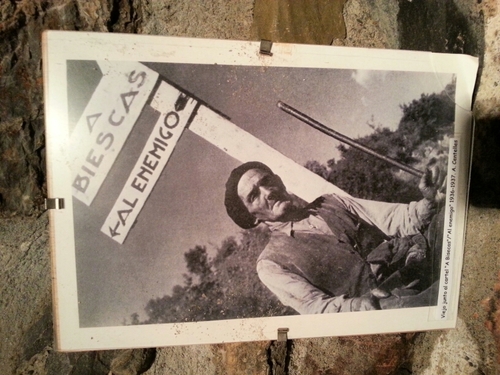 A
BIESCAS
AL ENEMIGO
Viejo junto al cartel "A Biescas"/"Al enemigo" 1936-1937. A. Centelles